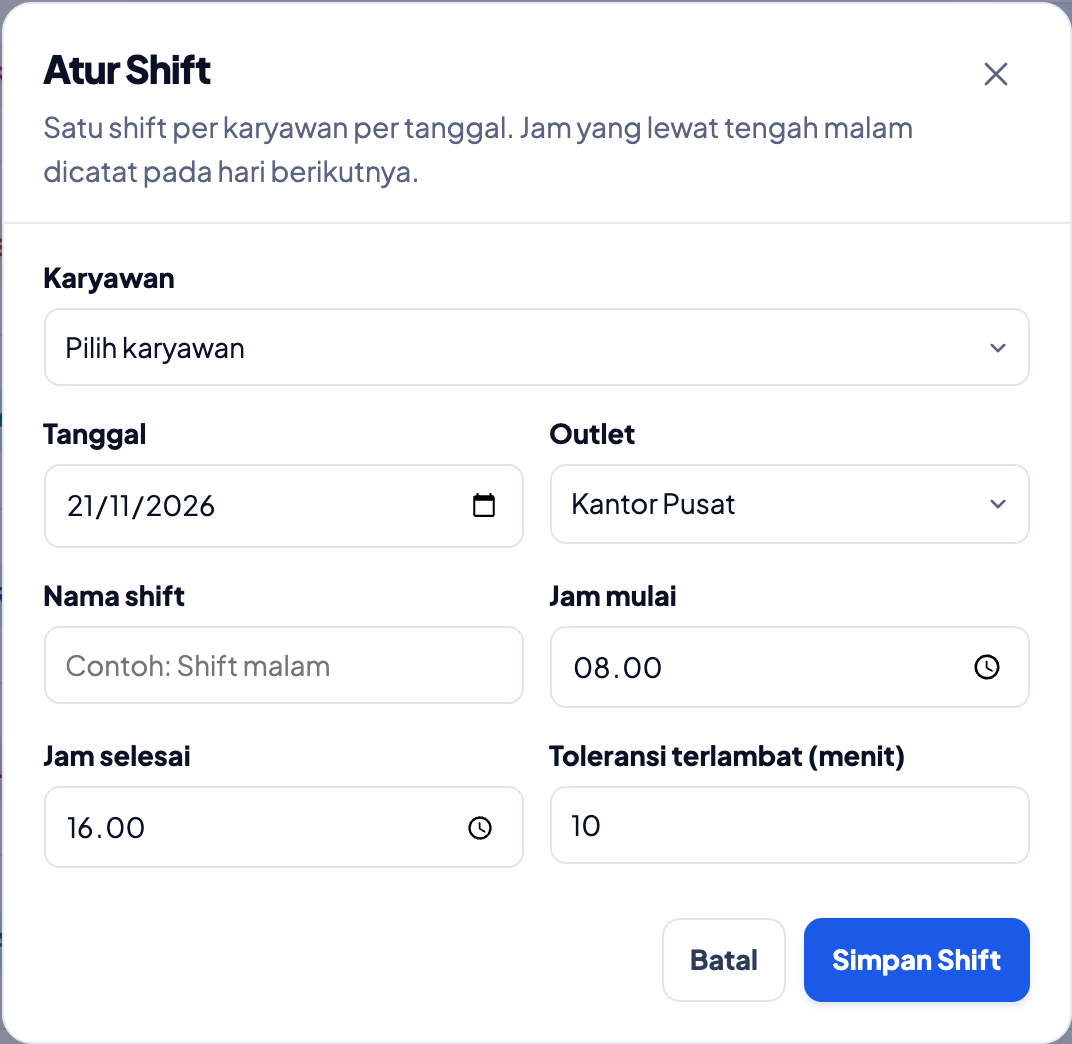 Atur Shift
Satu shift per karyawan per tanggal. Jam yang lewat tengah malam
dicatat pada hari berikutnya.
Karyawan
Pilih karyawan
Tanggal
Outlet
21/11/2026
Kantor Pusat
Nama shift
Jam mulai
Contoh: Shift malam
08.00
Jam selesai
Toleransi terlambat (menit)
16.00
10
Batal
Simpan Shift